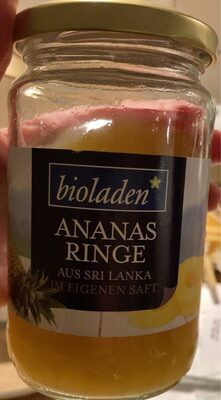 bioladen
ANANAS
RINGE
AUS SRI LANKA
IM EIGENEN SAFT